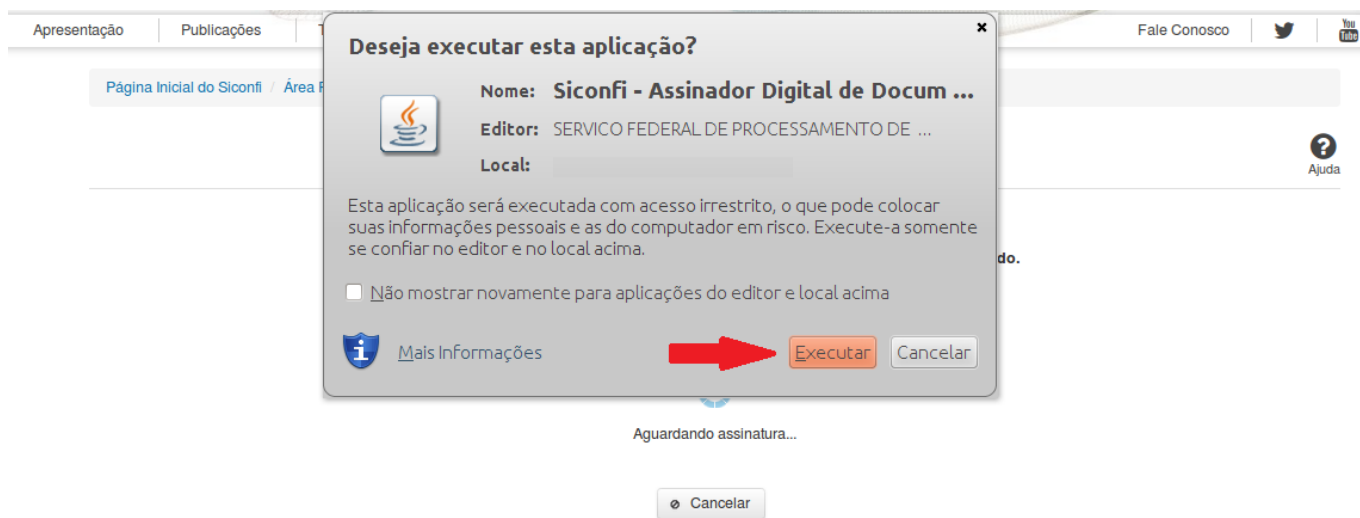 Apresentação Publicações T Fale Conosco You Tube
Deseja executar esta aplicação?
Página Inicial do Siconfi / Área F
Nome: Siconfi - Assinador Digital de Docum ...
Editor: SERVICO FEDERAL DE PROCESSAMENTO DE ...
Local:
Ajuda
Esta aplicação será executada com acesso irrestrito, o que pode colocar
suas informações pessoais e as do computador em risco. Execute-a somente
se confiar no editor e no local acima.
do.
Não mostrar novamente para aplicações do editor e local acima
Mais Informações Executar Cancelar
Aguardando assinatura...
Cancelar